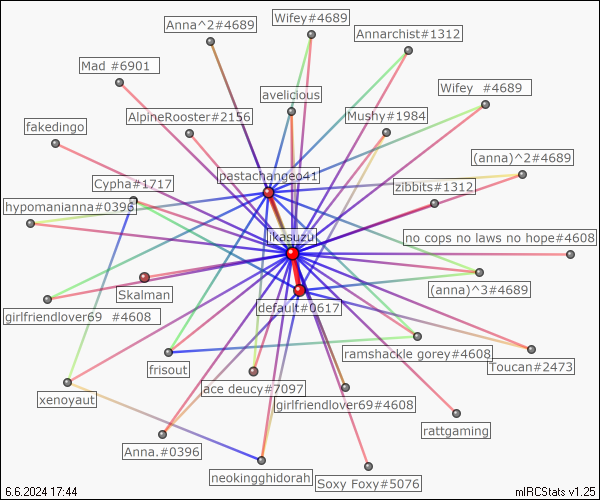 Anna^2#4689
Wifey#4689
Annarchist#1312
Mad #6901
avelicious
Wifey  #4689
AlpineRooster#2156
Mushy#1984
fakedingo
pastachangeo41
(anna)^2#4689
Cypha#1717
zibbits#1312
hypomanianna#0396
ikasuzu
no cops no laws no hope#4608
Skalman
(anna)^3#4689
girlfriendlover69  #4608
default#0617
frisout
ramshackle gorey#4608
Toucan#2473
ace deucy#7097
xenoyaut
girlfriendlover69#4608
rattgaming
Anna.#0396
neokingghidorah
Soxy Foxy#5076
6.6.2024 17:44
mIRCStats v1.25